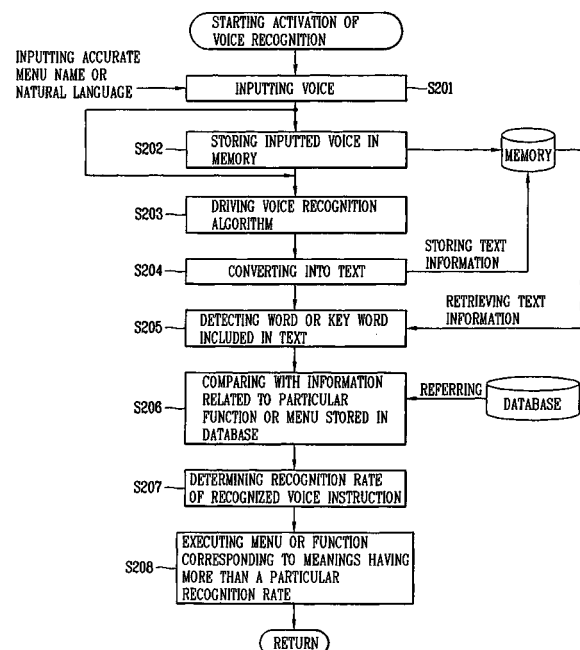 STARTING ACTIVATION OF
VOICE RECOGNITION
INPUTTING ACCURATE
MENU NAME OR
NATURAL LANGUAGE
INPUTTING VOICE
S201
S202
STORING INPUTTED VOICE IN
MEMORY
MEMORY
S203
DRIVING VOICE RECOGNITION
ALGORITHM
STORING TEXT
INFORMATION
S204
CONVERTING INTO TEXT
RETRIEVING TEXT
INFORMATION
S205
DETECTING WORD OR KEY WORD
INCLUDED IN TEXT
S206
COMPARING WITH INFORMATION
RELATED TO PARTICULAR
FUNCTION OR MENU STORED IN
DATABASE
REFERRING
DATABASE
S207
DETERMINING RECOGNITION RATE
OF RECOGNIZED VOICE INSTRUCTION
S208
EXECUTING MENU OR FUNCTION
CORRESPONDING TO MEANINGS HAVING
MORE THAN A PARTICULAR
RECOGNITION RATE
RETURN